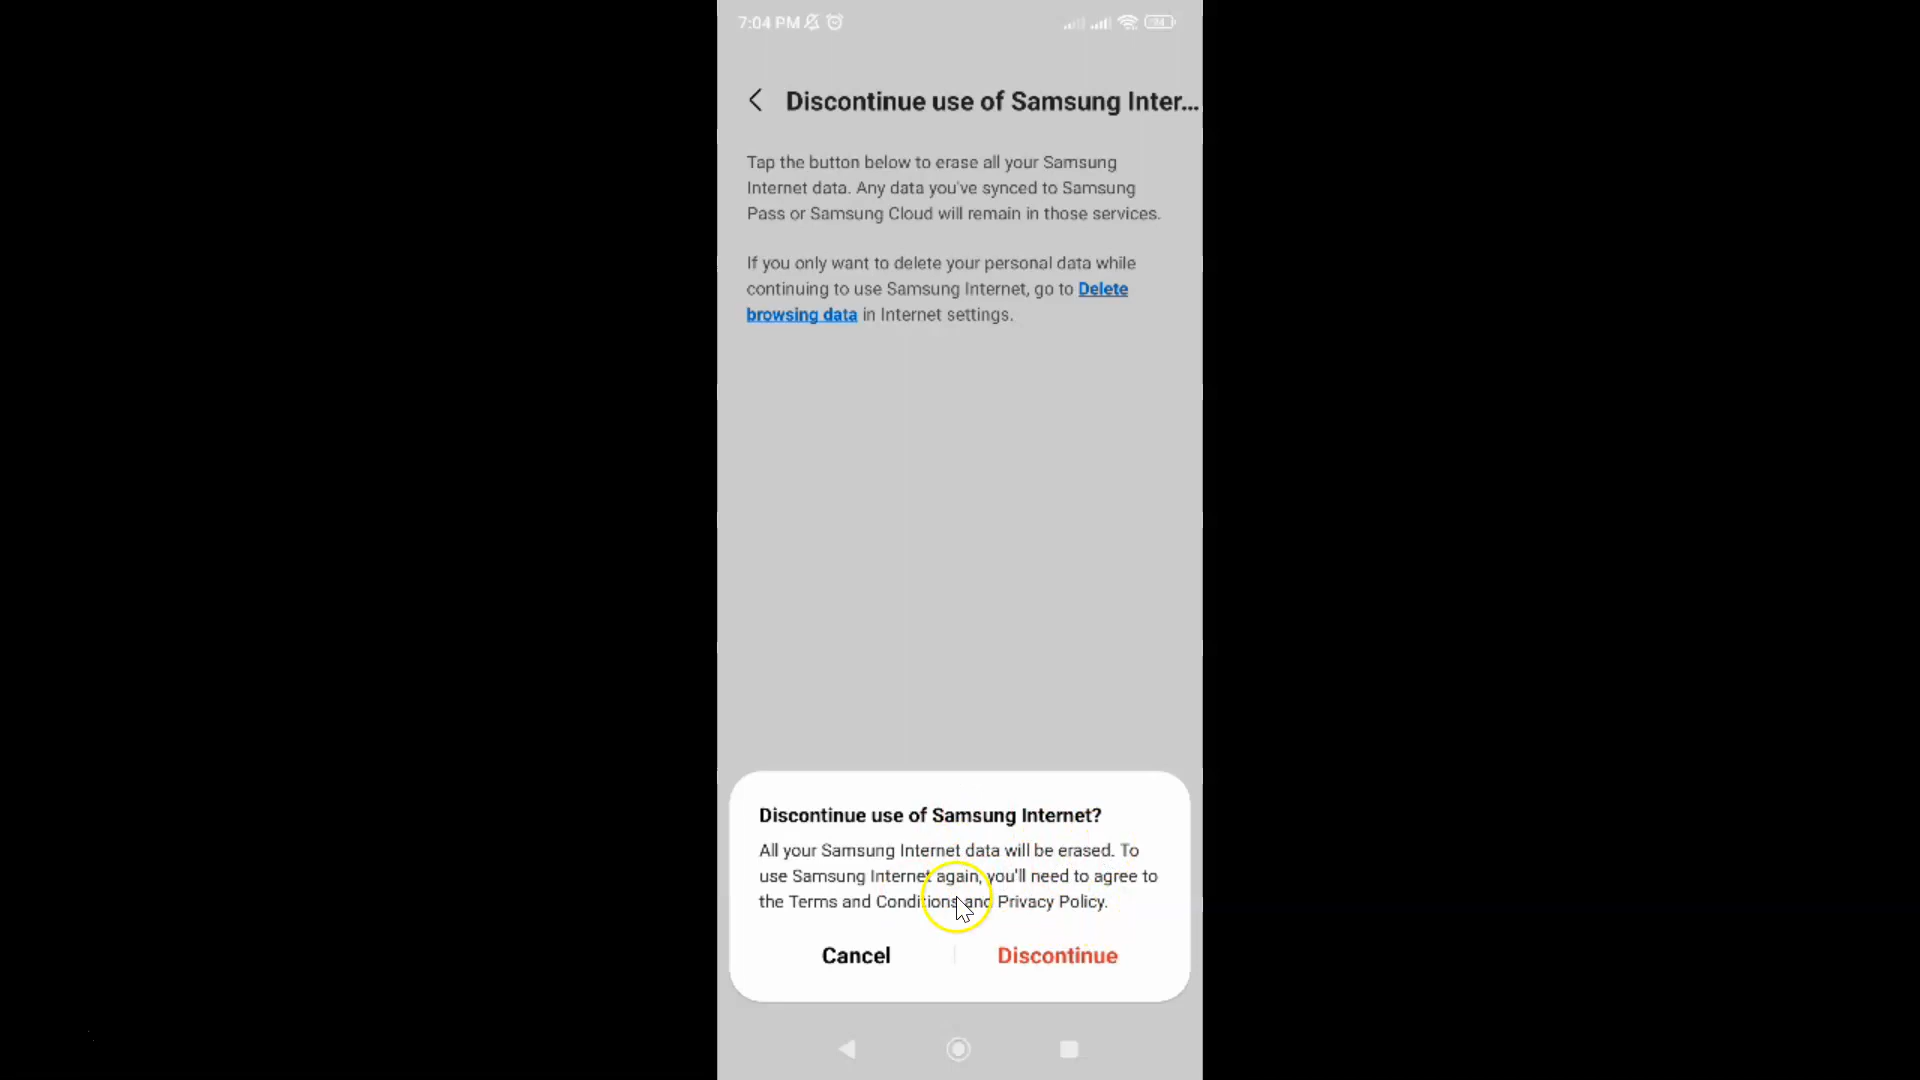 7:04 PM
Discontinue use of Samsung Inter...
Tap the button below to erase all your Samsung
Internet data. Any data you've synced to Samsung
Pass or Samsung Cloud will remain in those services.
If you only want to delete your personal data while
continuing to use Samsung Internet, go to Delete
browsing data in Internet settings.
Discontinue use of Samsung Internet?
All your Samsung Internet data will be erased. To
use Samsung Internet again, you'll need to agree to
the Terms and Conditions and Privacy Policy.
Cancel
Discontinue